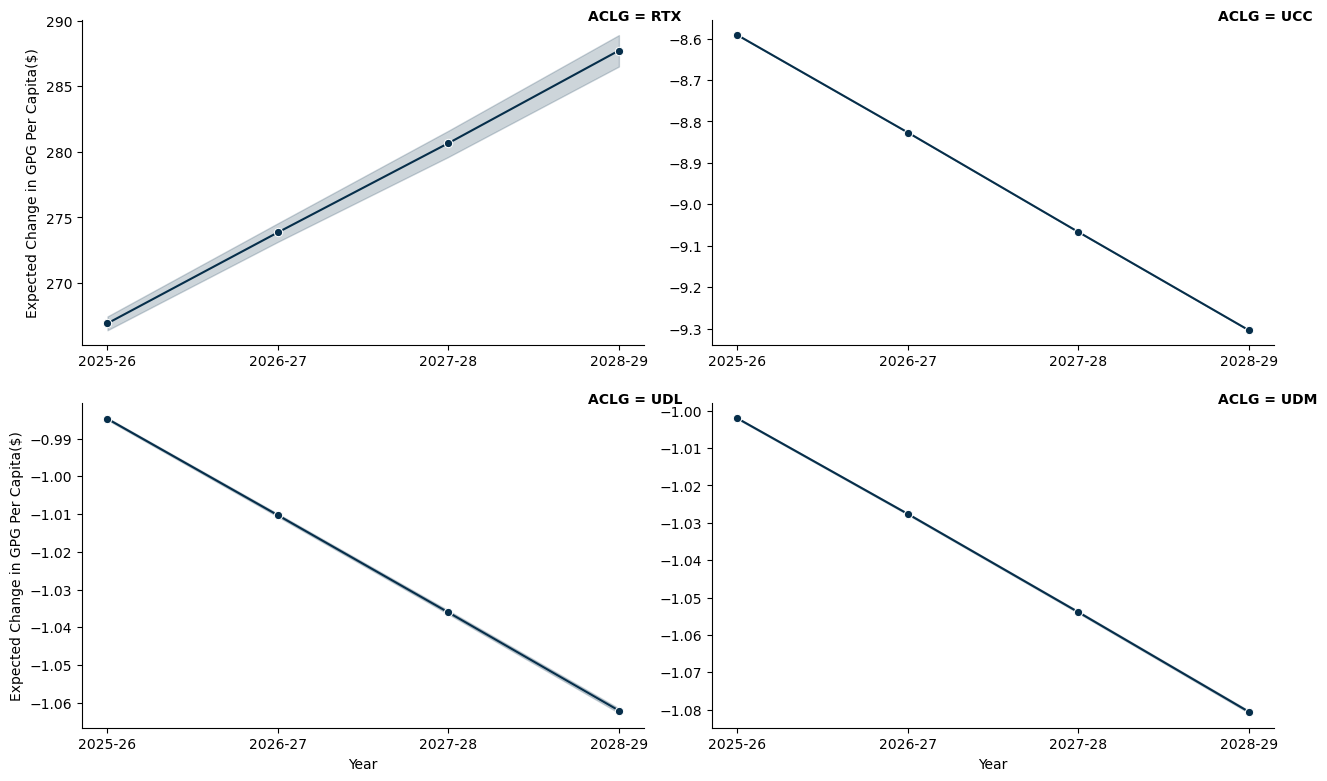 ACLG = RTX
Expected Change in GPG Per Capita($)
290
285
280
275
270
2025-26 2026-27 2027-28 2028-29
ACLG = UCC
−8.6
−8.7
−8.8
−8.9
−9.0
−9.1
−9.2
−9.3
2025-26 2026-27 2027-28 2028-29
ACLG = UDL
Expected Change in GPG Per Capita($)
−0.99
−1.00
−1.01
−1.02
−1.03
−1.04
−1.05
−1.06
2025-26 2026-27 2027-28 2028-29
Year
ACLG = UDM
−1.00
−1.01
−1.02
−1.03
−1.04
−1.05
−1.06
−1.07
−1.08
2025-26 2026-27 2027-28 2028-29
Year